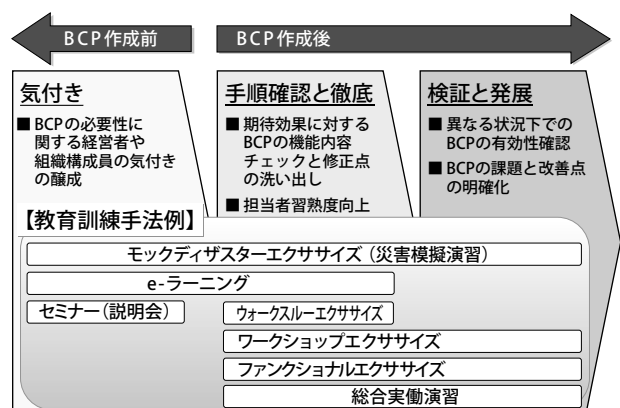 BCP作成前
BCP作成後
気付き
■ BCPの必要性に
関する経営者や
組織構成員の気付き
の醸成
手順確認と徹底
■ 期待効果に対する
BCPの機能内容
チェックと修正点
の洗い出し
■ 担当者習熟度向上
検証と発展
■ 異なる状況下での
BCPの有効性確認
■ BCPの課題と改善点
の明確化
【教育訓練手法例】
モックディザスターエクササイズ（災害模擬演習）
e-ラーニング
セミナー（説明会）
ウォークスルーエクササイズ
ワークショップエクササイズ
ファンクショナルエクササイズ
総合実働演習